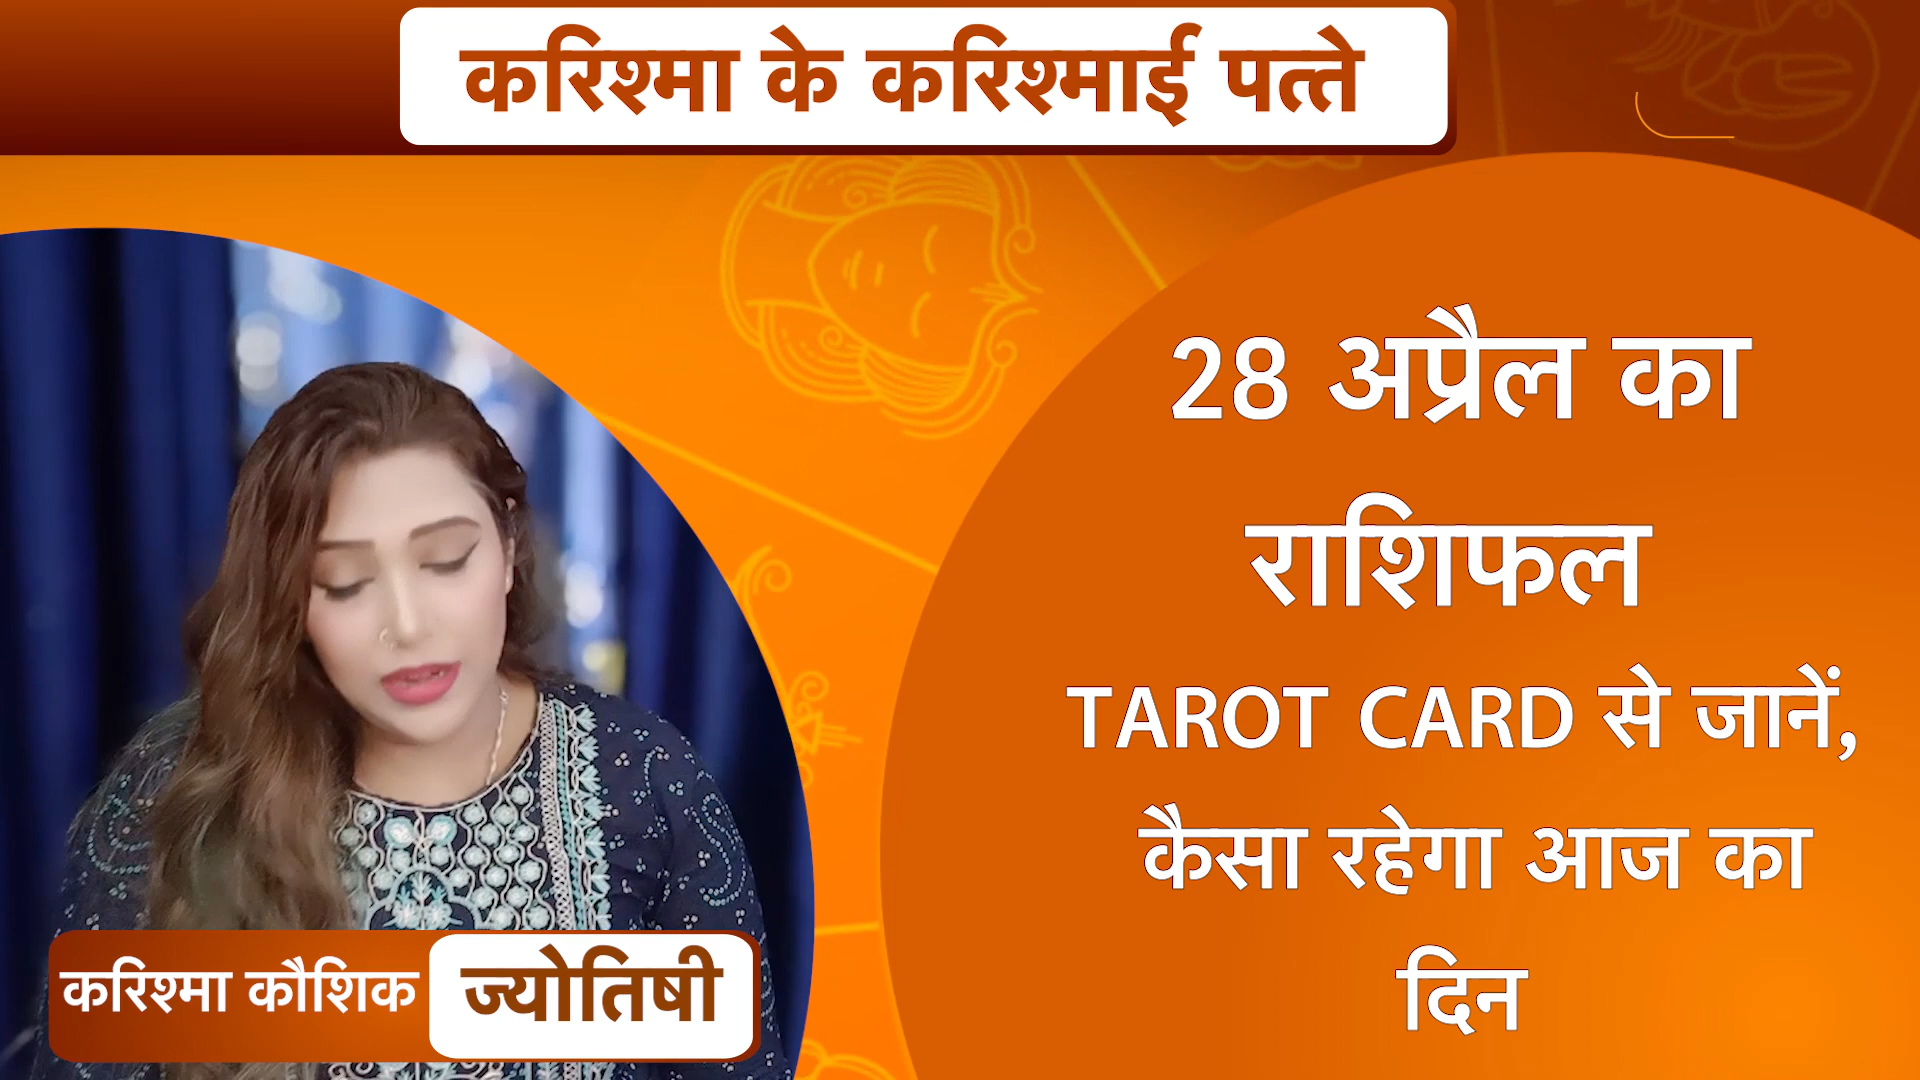 करिश्मा के करिश्माई पत्ते
28 अप्रैल का
राशिफल
TAROT CARD से जानें,
कैसा रहेगा आज का
दिन
करिश्मा कौशिक
ज्योतिषी